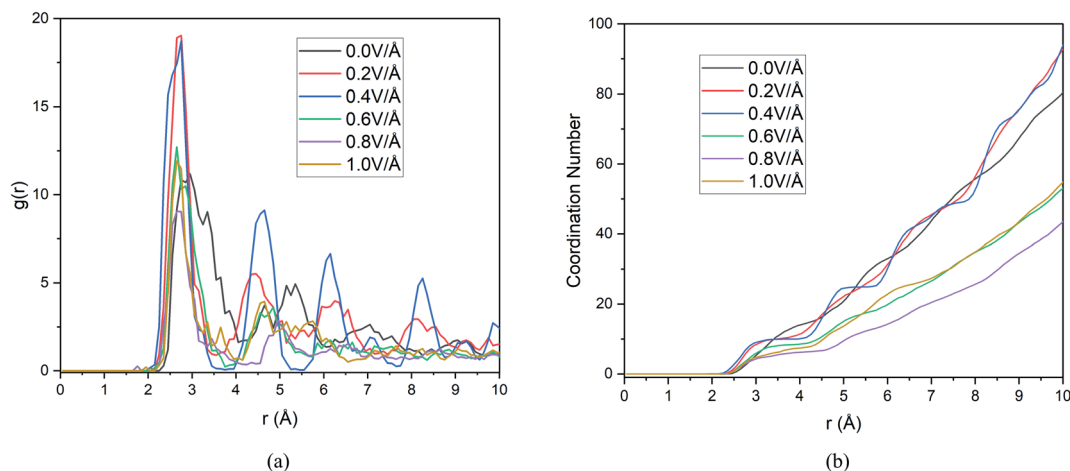 20
15
10
5
0
g(r)
0.0V/Å
0.2V/Å
0.4V/Å
0.6V/Å
0.8V/Å
1.0V/Å
0 1 2 3 4 5 6 7 8 9 10
r (Å)
(a)
100
80
60
40
20
0
Coordination Number
0.0V/Å
0.2V/Å
0.4V/Å
0.6V/Å
0.8V/Å
1.0V/Å
0 1 2 3 4 5 6 7 8 9 10
r (Å)
(b)